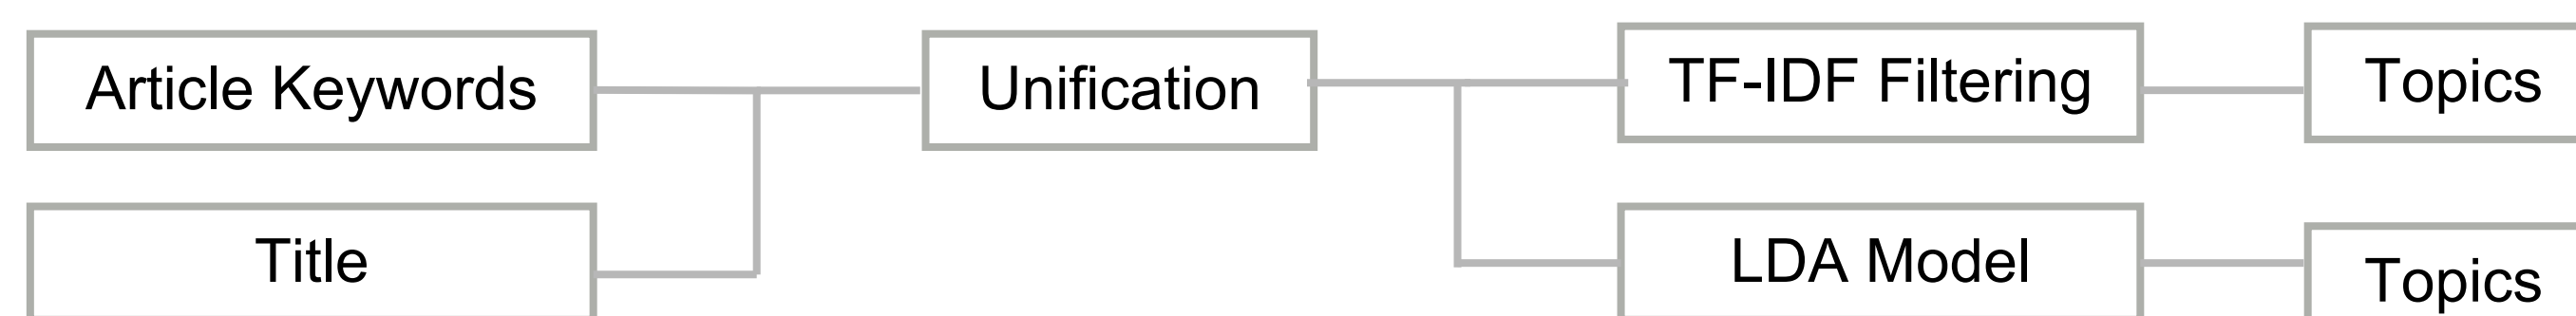 Article Keywords
Unification
TF-IDF Filtering
Topics
Title
LDA Model
Topics